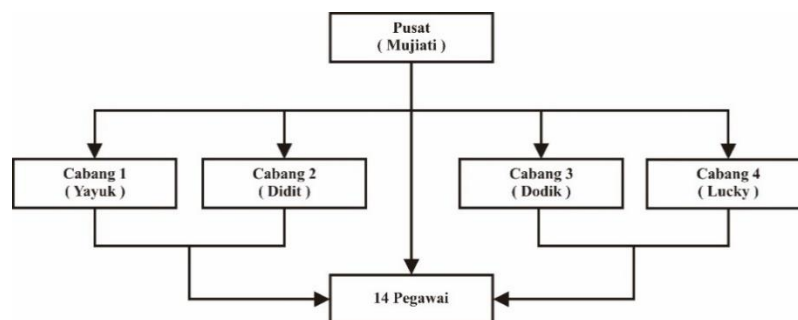 Pusat
( Mujiati )
Cabang 1
( Yayuk )
Cabang 2
( Didit )
Cabang 3
( Dodik )
Cabang 4
( Lucky )
14 Pegawai